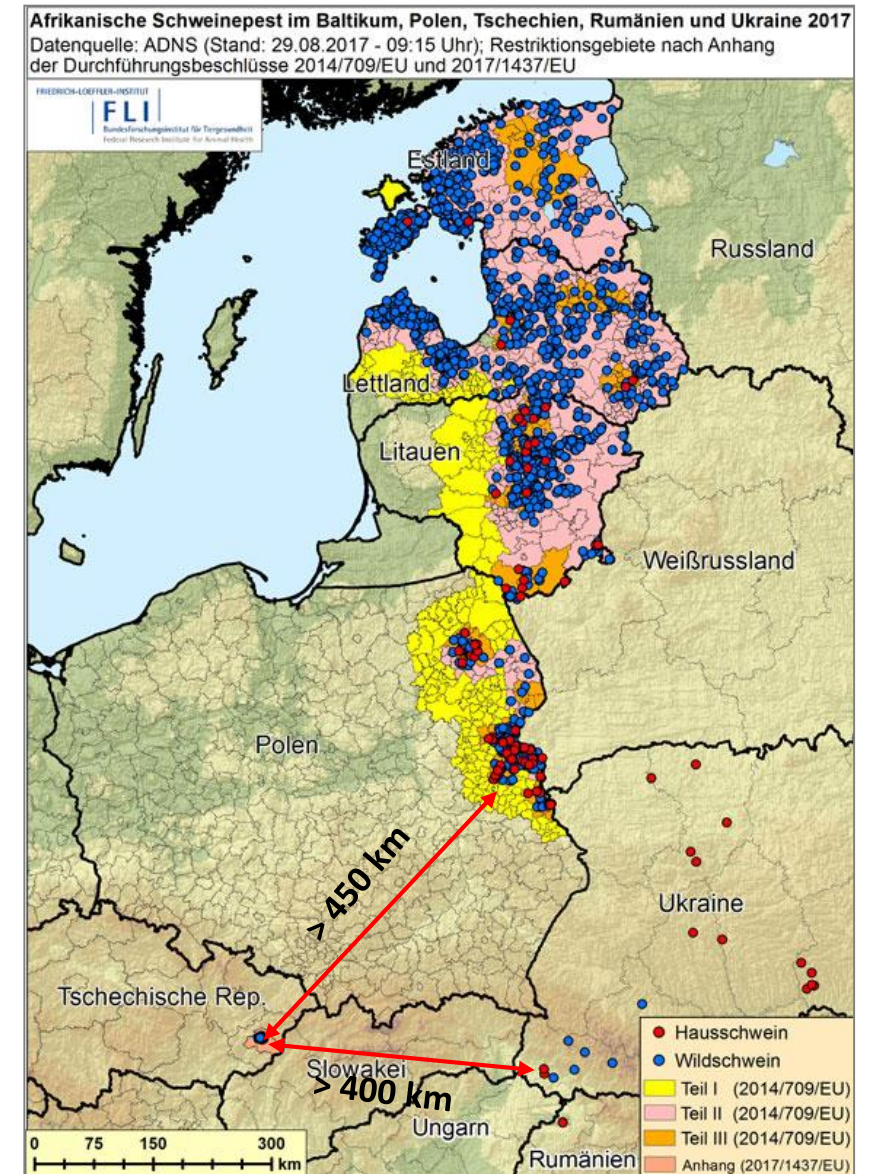 Afrikanische Schweinepest im Baltikum, Polen, Tschechien, Rumänien und Ukraine 2017
Datenquelle: ADNS (Stand: 29.08.2017 - 09:15 Uhr); Restriktionsgebiete nach Anhang
der Durchführungsbeschlüsse 2014/709/EU und 2017/1437/EU
FRIEDRICH-LOEFFLER-INSTITUT
FLI
Bundesforschungsinstitut für Tiergesundheit
Federal Research Institute for Animal Health
Estland
Russland
Lettland
Litauen
Weißrussland
Polen
> 450 km
Ukraine
Tschechische Rep.
Slowakei
> 400 km
Ungarn
Rumänien
Hausschwein
Wildschwein
Teil I (2014/709/EU)
Teil II (2014/709/EU)
Teil III (2014/709/EU)
Anhang (2017/1437/EU)
0 75 150 300
km